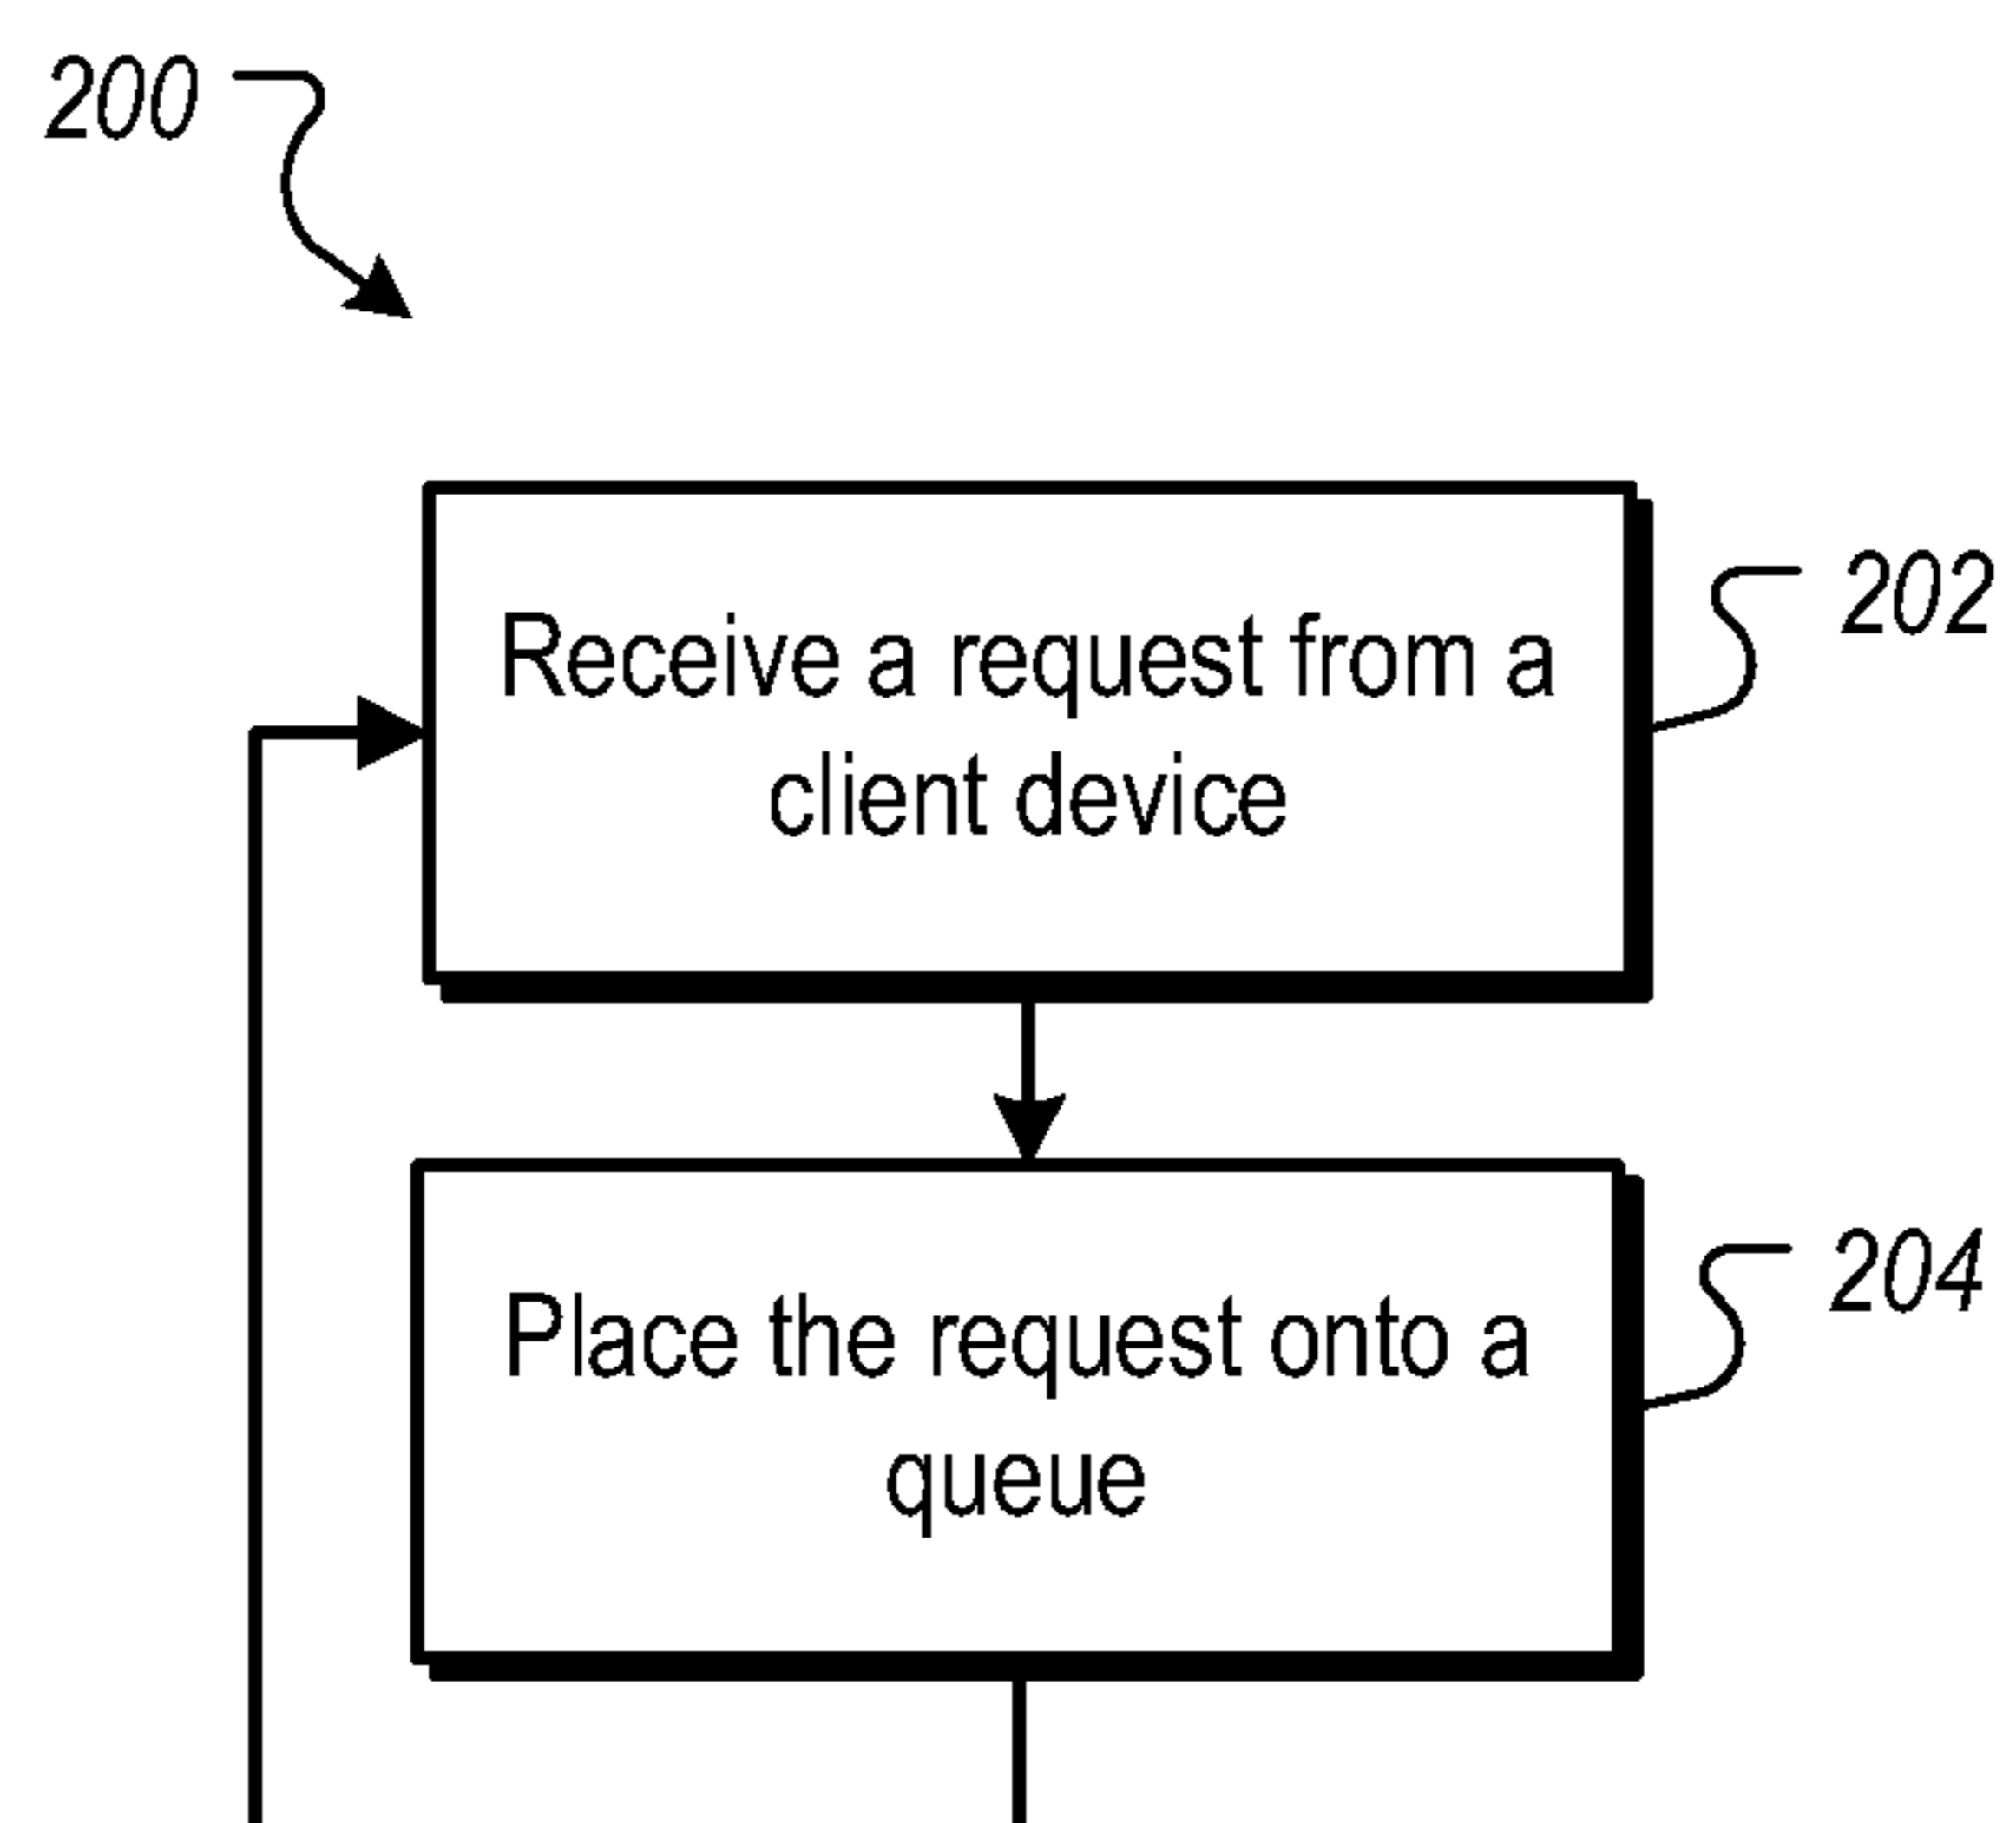 200
Receive a request from a
client device
202
Place the request onto a
queue
204